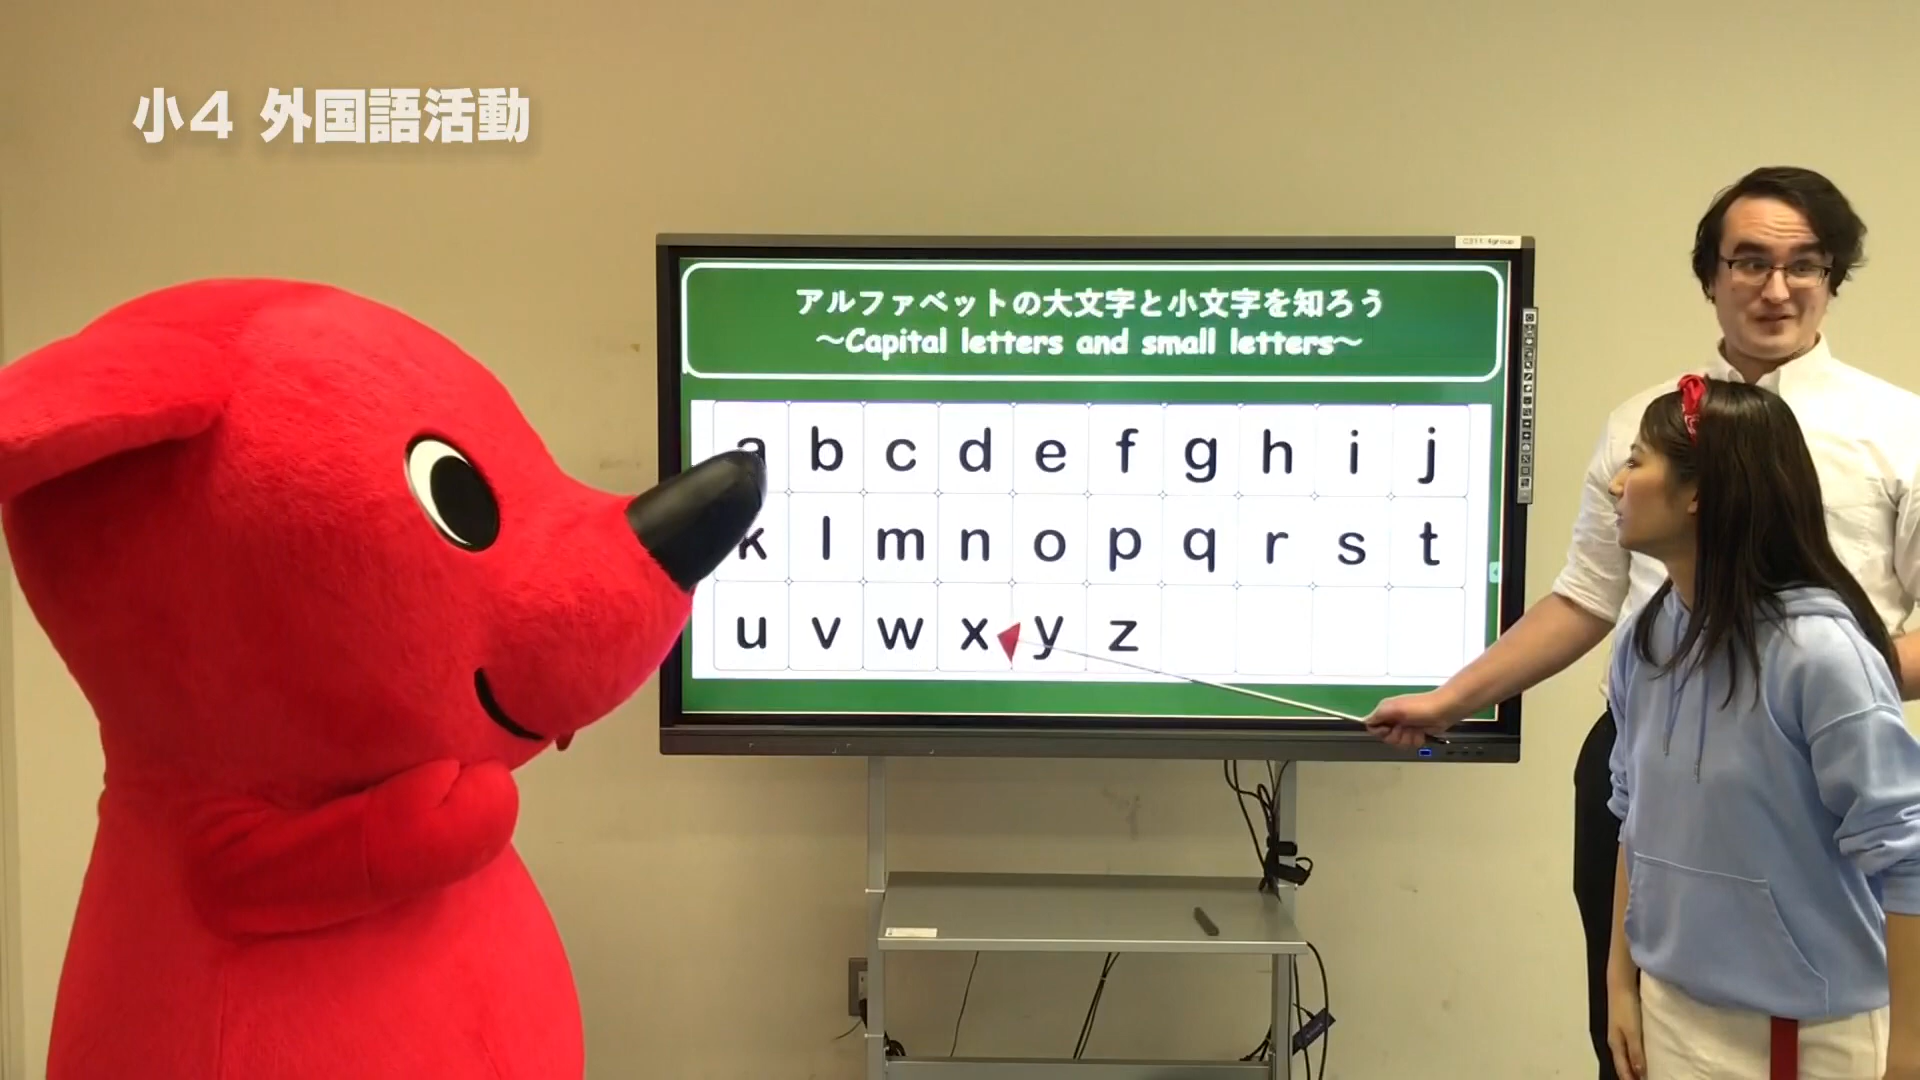 小4 外国語活動
アルファベットの大文字と小文字を知ろう
～Capital letters and small letters～
a b c d e f g h i j
k l m n o p q r s t
u v w x y z